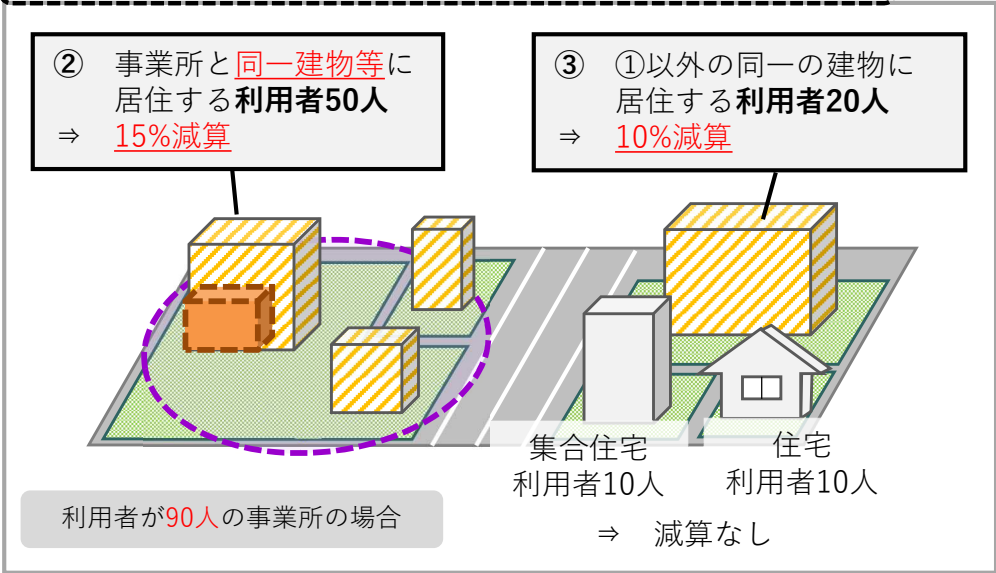 ② 事業所と同一建物等に
居住する利用者50人
⇒ 15%減算
③ ①以外の同一の建物に
居住する利用者20人
⇒ 10%減算
集合住宅
利用者10人
住宅
利用者10人
⇒ 減算なし
利用者が90人の事業所の場合